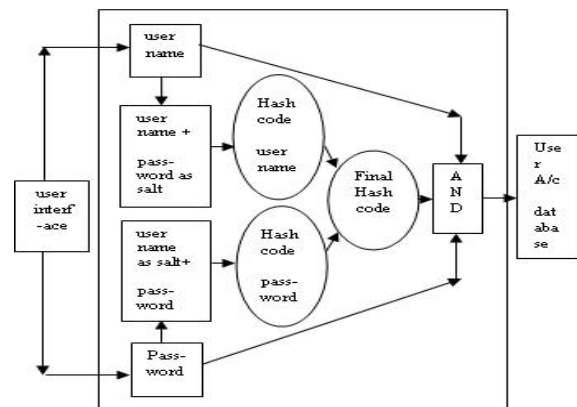 user
name
user
name +
pass-
word as
salt
Hash
code
user
name
user
interf
-ace
Final
Hash
code
A
N
D
Use
r
A/c
dat
aba
se
user
name
as salt+
pass-
word
Hash
code
pass-
word
Pass-
word